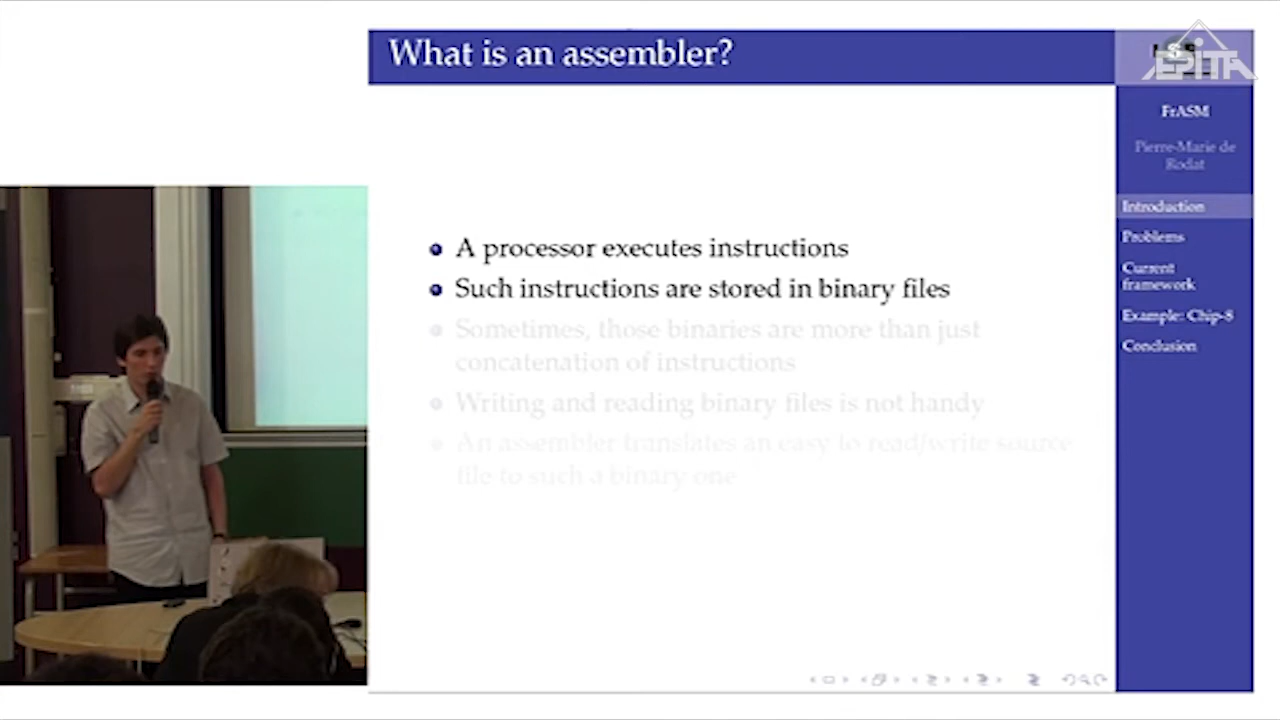 What is an assembler?
EPITA
FrASM
Pierre-Marie de
Rodat
Introduction
Problems
Current
framework
Example: Chip-8
Conclusion
A processor executes instructions
Such instructions are stored in binary files
Sometimes, those binaries are more than just
concatenation of instructions
Writing and reading binary files is not handy
An assembler translates an easy to read/write source
file to such a binary one